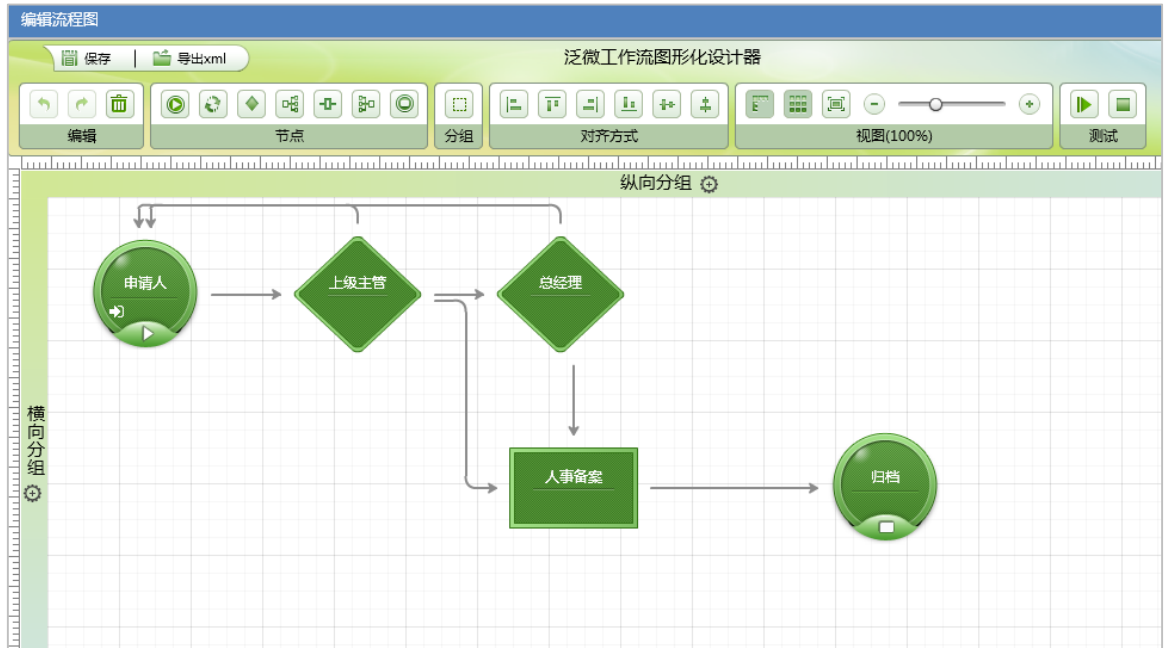 编辑流程图
保存 导出xml
泛微工作流图形化设计器
编辑 节点 分组 对齐方式 视图(100%) 测试
纵向分组
横向分组
申请人
上级主管
总经理
人事备案
归档